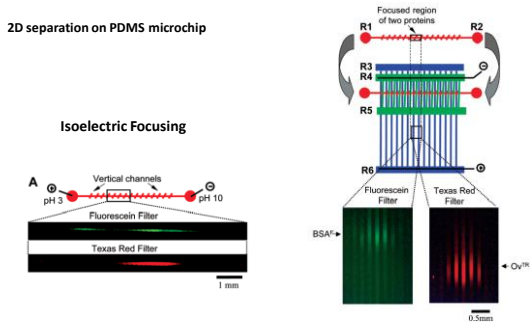 2D separation on PDMS microchip
Isoelectric Focusing
A
Vertical channels
pH 3
pH 10
Fluorescein Filter
Texas Red Filter
1 mm
Focused region
of two proteins
R1
R2
R3
R4
R5
R6
Fluorescein
Filter
Texas Red
Filter
BSA
Ov
0.5mm